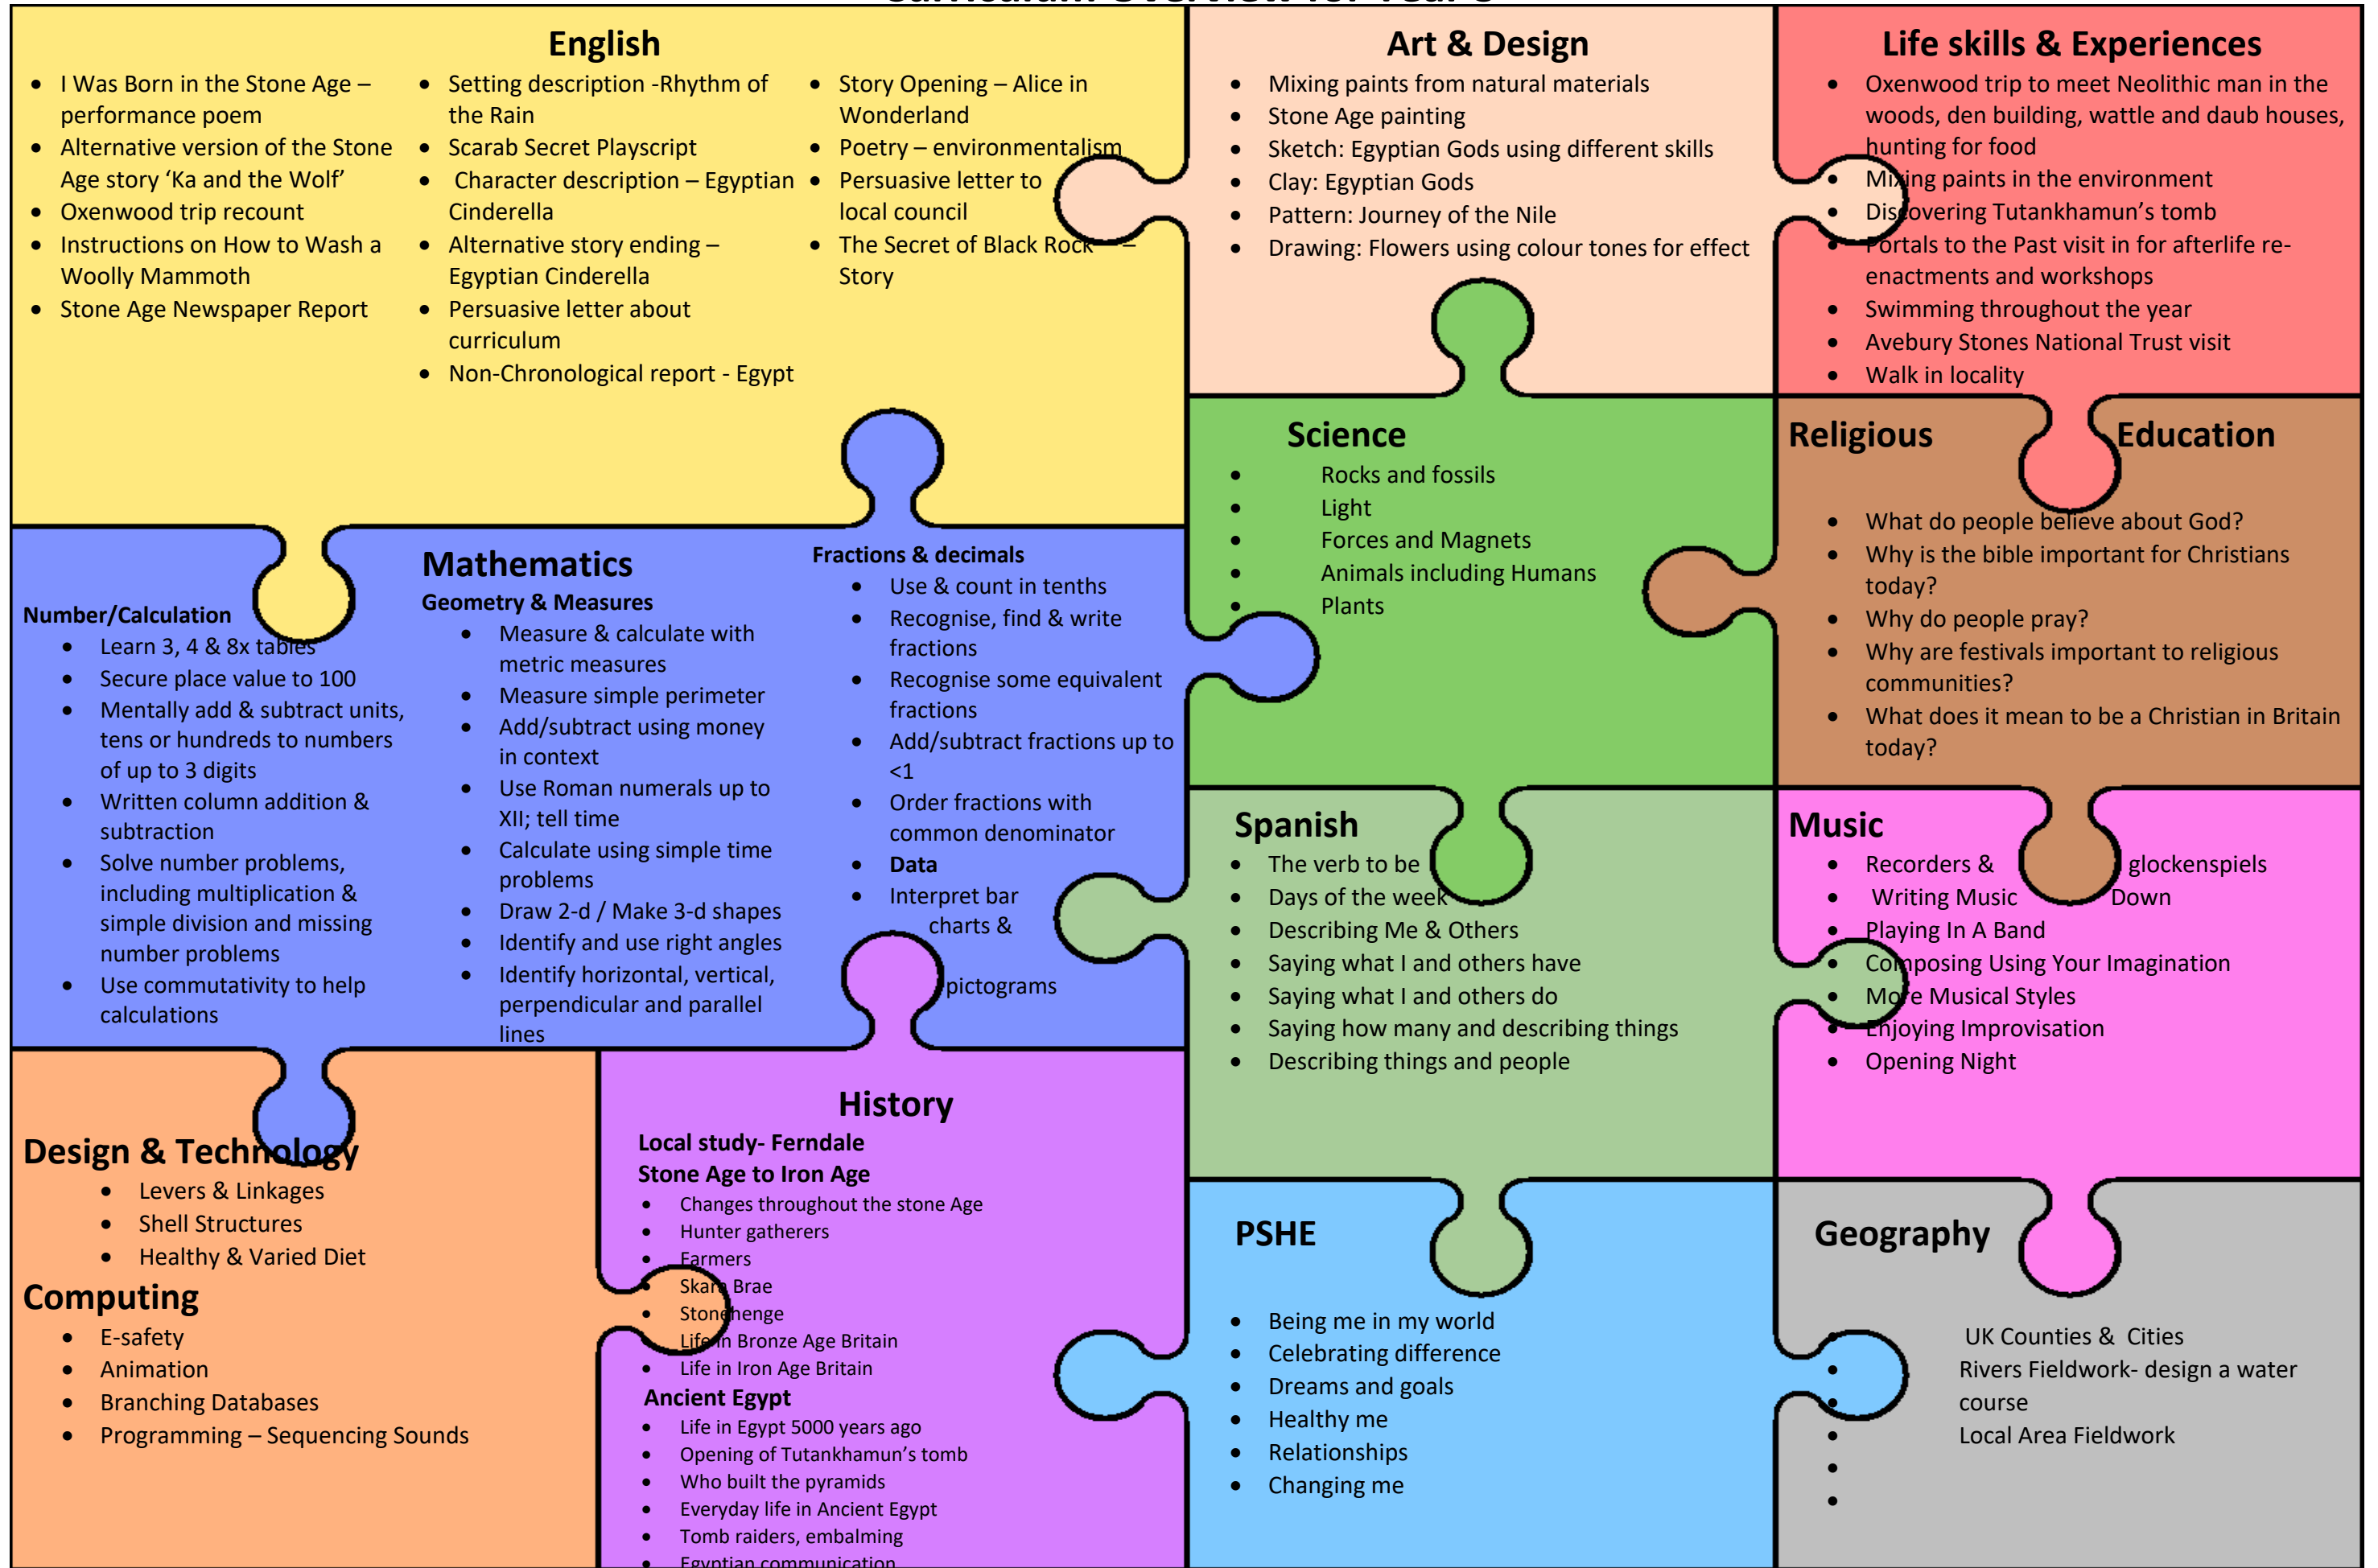 Curriculum Overview for Year 3
English
• I Was Born in the Stone Age –
performance poem
• Alternative version of the Stone
Age story ‘Ka and the Wolf’
• Oxenwood trip recount
• Instructions on How to Wash a
Woolly Mammoth
• Stone Age Newspaper Report
• Setting description -Rhythm of
the Rain
• Scarab Secret Playscript
• Character description – Egyptian
Cinderella
• Alternative story ending –
Egyptian Cinderella
• Persuasive letter about
curriculum
• Non-Chronological report - Egypt
• Story Opening – Alice in
Wonderland
• Poetry – environmentalism
• Persuasive letter to
local council
• The Secret of Black Rock –
Story
Art & Design
• Mixing paints from natural materials
• Stone Age painting
• Sketch: Egyptian Gods using different skills
• Clay: Egyptian Gods
• Pattern: Journey of the Nile
• Drawing: Flowers using colour tones for effect
Life skills & Experiences
• Oxenwood trip to meet Neolithic man in the
woods, den building, wattle and daub houses,
hunting for food
• Mixing paints in the environment
• Discovering Tutankhamun’s tomb
• Portals to the Past visit in for afterlife re-
enactments and workshops
• Swimming throughout the year
• Avebury Stones National Trust visit
• Walk in locality
Mathematics
Number/Calculation
• Learn 3, 4 & 8x tables
• Secure place value to 100
• Mentally add & subtract units,
tens or hundreds to numbers
of up to 3 digits
• Written column addition &
subtraction
• Solve number problems,
including multiplication &
simple division and missing
number problems
• Use commutativity to help
calculations
Geometry & Measures
• Measure & calculate with
metric measures
• Measure simple perimeter
• Add/subtract using money
in context
• Use Roman numerals up to
XII; tell time
• Calculate using simple time
problems
• Draw 2-d / Make 3-d shapes
• Identify and use right angles
• Identify horizontal, vertical,
perpendicular and parallel
lines
Fractions & decimals
• Use & count in tenths
• Recognise, find & write
fractions
• Recognise some equivalent
fractions
• Add/subtract fractions up to
<1
• Order fractions with
common denominator
• Data
• Interpret bar
charts &
pictograms
Science
• Rocks and fossils
• Light
• Forces and Magnets
• Animals including Humans
• Plants
Religious Education
• What do people believe about God?
• Why is the bible important for Christians
today?
• Why do people pray?
• Why are festivals important to religious
communities?
• What does it mean to be a Christian in Britain
today?
Spanish
• The verb to be
• Days of the week
• Describing Me & Others
• Saying what I and others have
• Saying what I and others do
• Saying how many and describing things
• Describing things and people
Music
• Recorders & glockenspiels
• Writing Music Down
• Playing In A Band
• Composing Using Your Imagination
• More Musical Styles
• Enjoying Improvisation
• Opening Night
Design & Technology
• Levers & Linkages
• Shell Structures
• Healthy & Varied Diet
Computing
• E-safety
• Animation
• Branching Databases
• Programming – Sequencing Sounds
History
Local study- Ferndale
Stone Age to Iron Age
• Changes throughout the stone Age
• Hunter gatherers
• Farmers
• Skara Brae
• Stonehenge
• Life in Bronze Age Britain
• Life in Iron Age Britain
Ancient Egypt
• Life in Egypt 5000 years ago
• Opening of Tutankhamun’s tomb
• Who built the pyramids
• Everyday life in Ancient Egypt
• Tomb raiders, embalming
• Egyptian communication
PSHE
• Being me in my world
• Celebrating difference
• Dreams and goals
• Healthy me
• Relationships
• Changing me
Geography
• UK Counties & Cities
• Rivers Fieldwork- design a water
• course
• Local Area Fieldwork
•
•